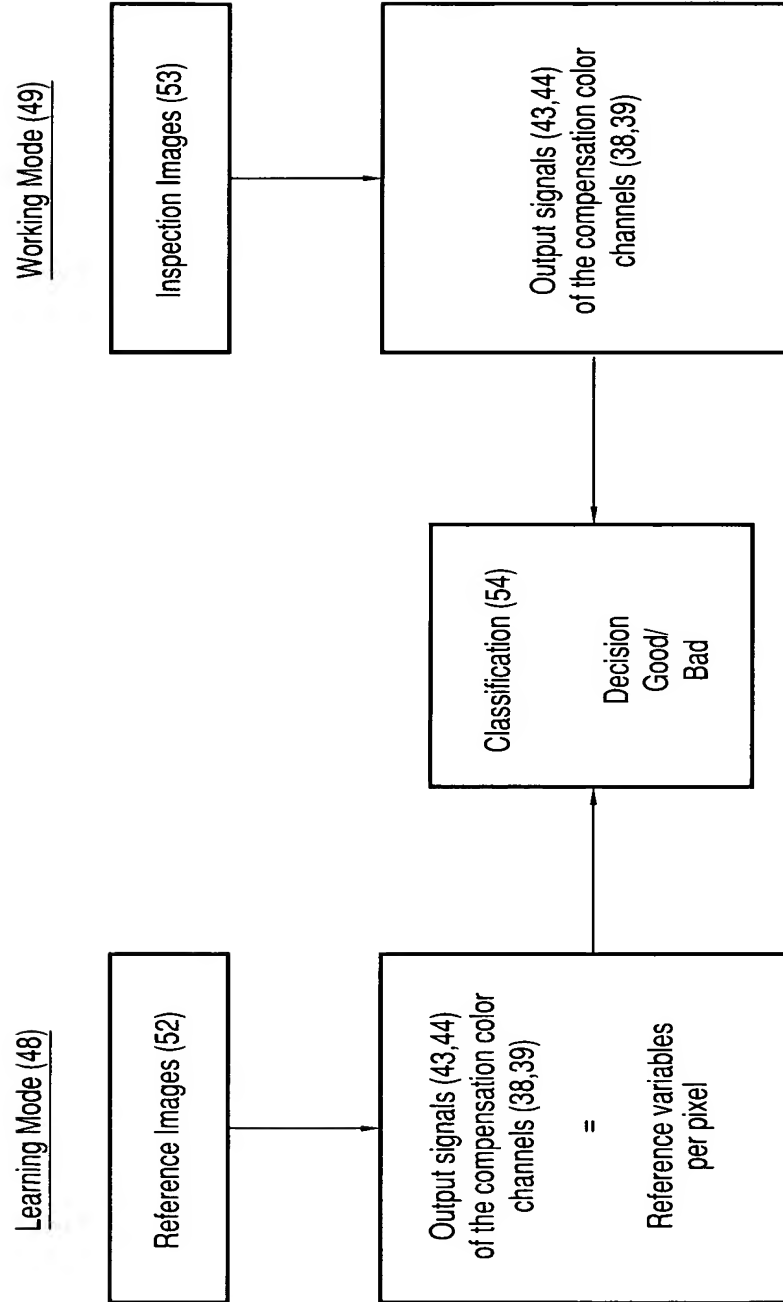 Learning Mode (48)
Reference Images (52)
Output signals (43,44)
of the compensation color
channels (38,39)
=
Reference variables
per pixel
Classification (54)
Decision
Good/
Bad
Working Mode (49)
Inspection Images (53)
Output signals (43,44)
of the compensation color
channels (38,39)